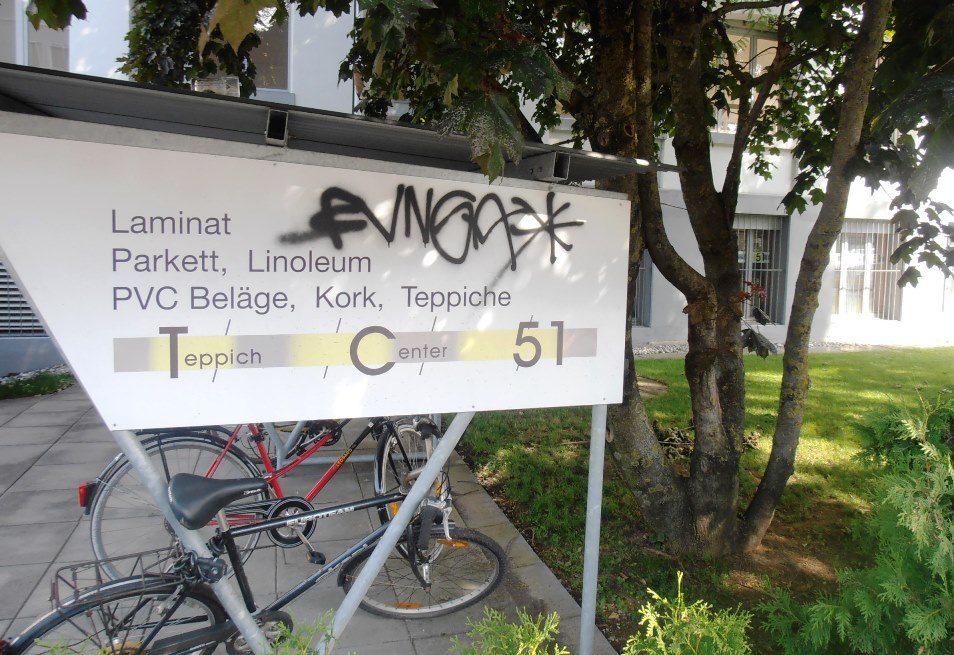 Laminat
Parkett, Linoleum
PVC Beläge, Kork, Teppiche
Teppich Center 51